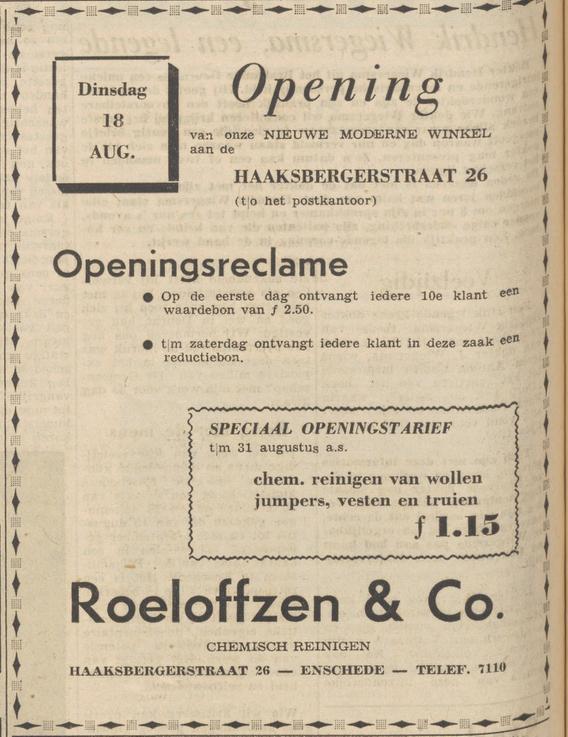 Dinsdag
18
AUG.
Opening
van onze NIEUWE MODERNE WINKEL
aan de
HAAKSBERGERSTRAAT 26
(t|o het postkantoor)
Openingsreclame
● Op de eerste dag ontvangt iedere 10e klant een
waardebon van ƒ 2.50.
● t|m zaterdag ontvangt iedere klant in deze zaak een
reductiebon.
SPECIAAL OPENINGSTARIEF
t|m 31 augustus a.s.
chem. reinigen van wollen
jumpers, vesten en truien
ƒ 1.15
Roeloffzen & Co.
CHEMISCH REINIGEN
HAAKSBERGERSTRAAT 26 — ENSCHEDE — TELEF. 7110